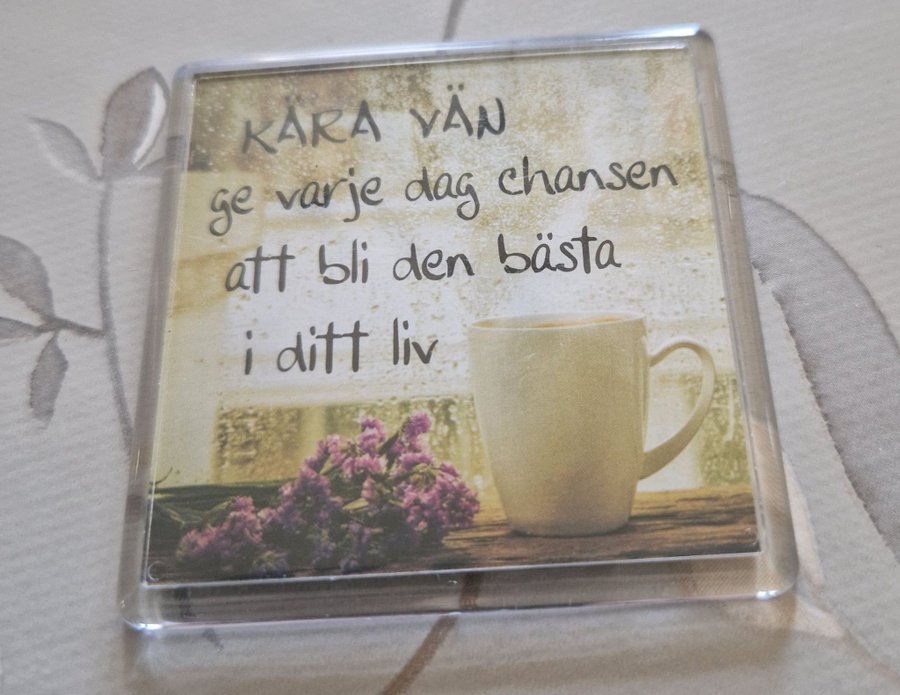 KÄRA VÄN
ge varje dag chansen
att bli den bästa
i ditt liv